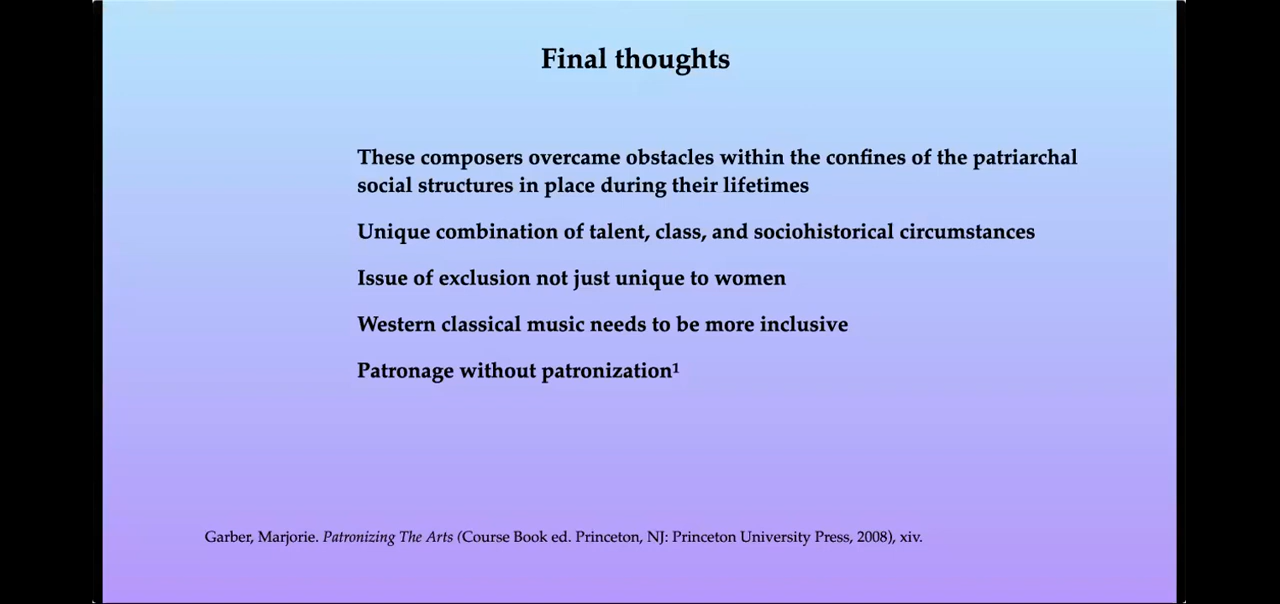 Final thoughts
These composers overcame obstacles within the confines of the patriarchal
social structures in place during their lifetimes
Unique combination of talent, class, and sociohistorical circumstances
Issue of exclusion not just unique to women
Western classical music needs to be more inclusive
Patronage without patronization¹
Garber, Marjorie. Patronizing The Arts (Course Book ed. Princeton, NJ: Princeton University Press, 2008), xiv.